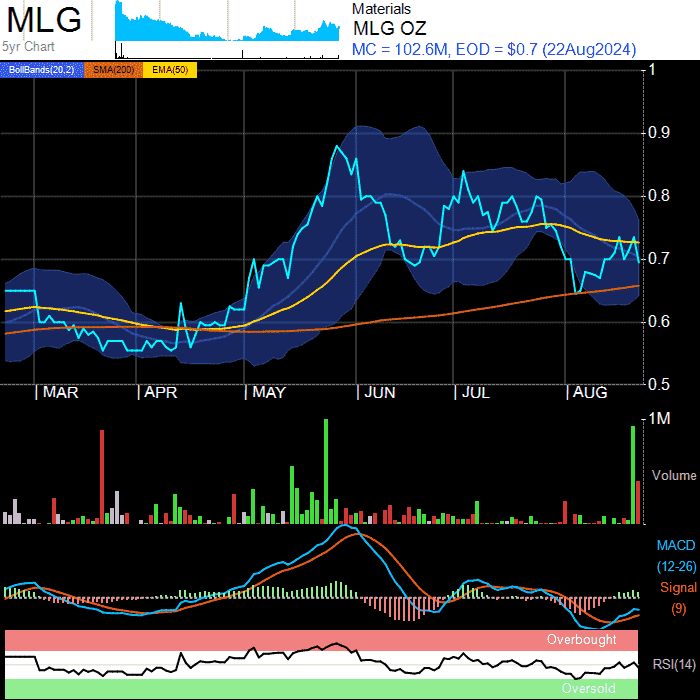 MLG
5yr Chart
Materials
MLG OZ
MC = 102.6M, EOD = $0.7 (22Aug2024)
BollBands(20,2) SMA(200) EMA(50)
1
0.9
0.8
0.7
0.6
0.5
MAR APR MAY JUN JUL AUG
1M
Volume
MACD
(12-26)
Signal
(9)
Overbought
RSI(14)
Oversold